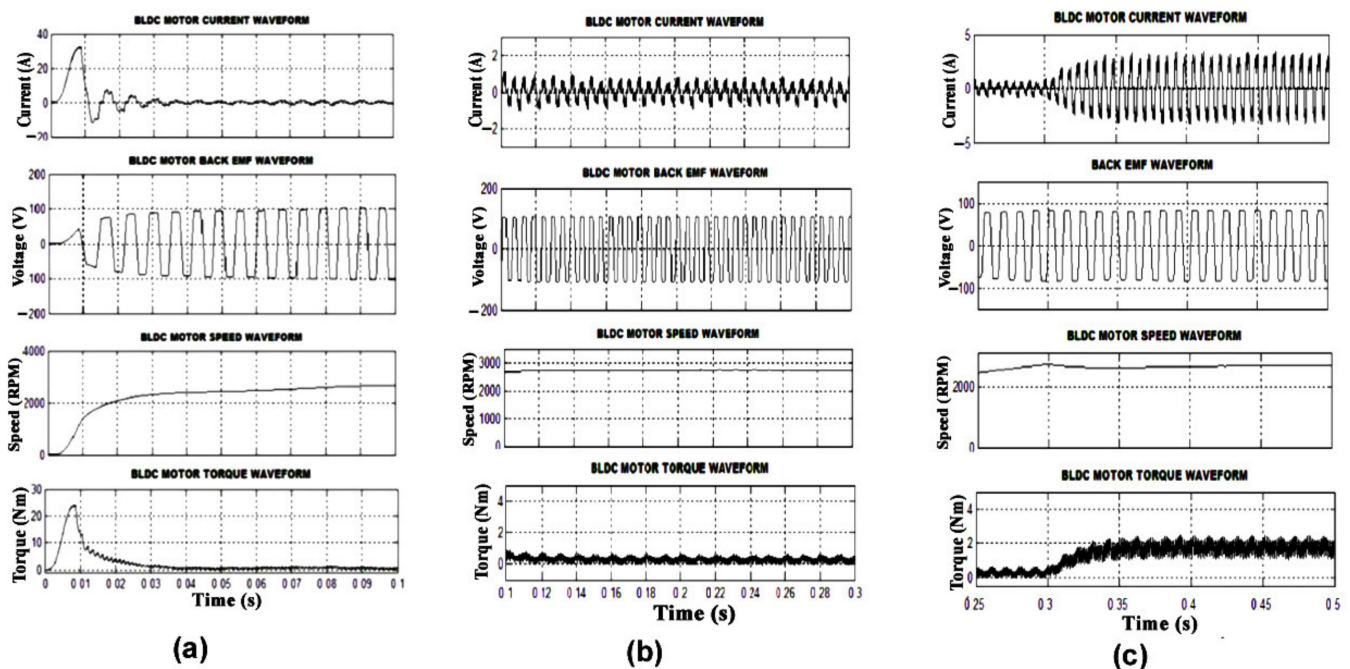 BLDC MOTOR CURRENT WAVEFORM
Current (A)
40
20
0
−20
BLDC MOTOR BACK EMF WAVEFORM
Voltage (V)
200
100
0
−100
−200
BLDC MOTOR SPEED WAVEFORM
Speed (RPM)
4000
2000
0
BLDC MOTOR TORQUE WAVEFORM
Torque (Nm)
30
20
10
0
0 0.01 0.02 0.03 0.04 0.05 0.06 0.07 0.08 0.09 0.1
Time (s)
(a)
BLDC MOTOR CURRENT WAVEFORM
Current (A)
2
0
−2
BLDC MOTOR BACK EMF WAVEFORM
Voltage (V)
200
100
0
−200
BLDC MOTOR SPEED WAVEFORM
Speed (RPM)
3000
2000
1000
0
BLDC MOTOR TORQUE WAVEFORM
Torque (Nm)
4
2
0
0 1 0 12 0 14 0.16 0.18 0.2 0 22 0 24 0 26 0 28 0 3
Time (s)
(b)
BLDC MOTOR CURRENT WAVEFORM
Current (A)
5
0
−5
BACK EMF WAVEFORM
Voltage (V)
100
0
−100
BLDC MOTOR SPEED WAVEFORM
Speed (RPM)
2000
0
BLDC MOTOR TORQUE WAVEFORM
Torque (Nm)
4
2
0
0 25 0.3 0 35 0 4 0 45 0 5
Time (s)
(c)